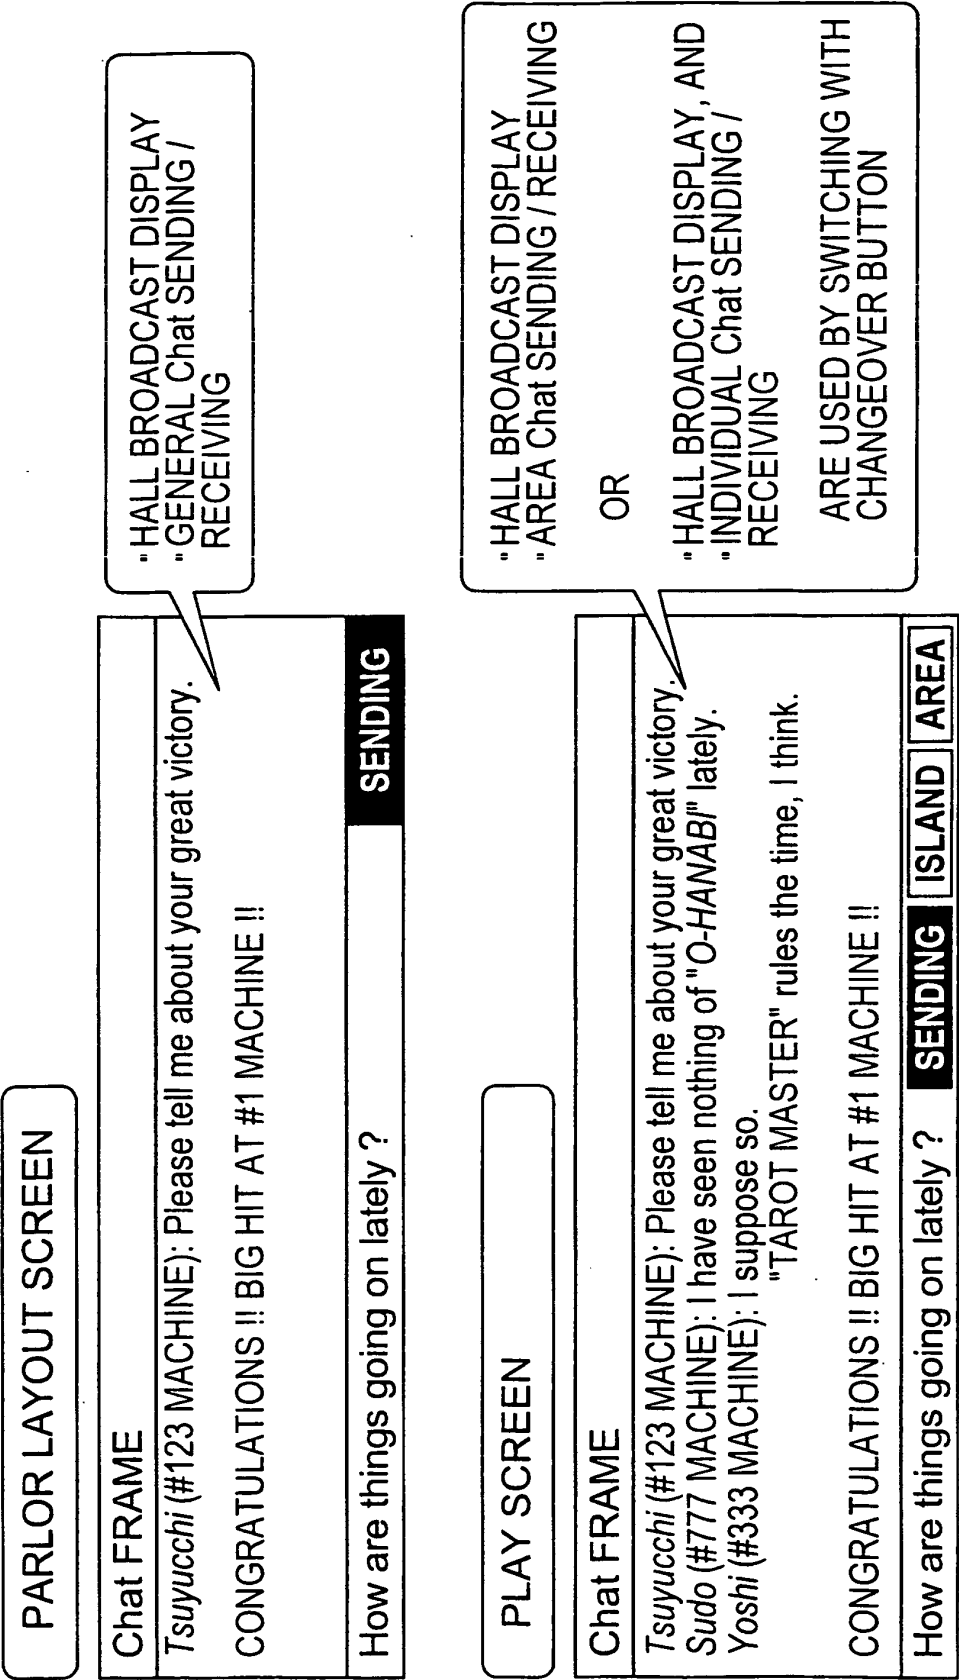 PARLOR LAYOUT SCREEN
Chat FRAME
Tsuyucchi (#123 MACHINE): Please tell me about your great victory.
CONGRATULATIONS !! BIG HIT AT #1 MACHINE !!
How are things going on lately ?
SENDING
"HALL BROADCAST DISPLAY
"GENERAL Chat SENDING /
RECEIVING
PLAY SCREEN
Chat FRAME
Tsuyucchi (#123 MACHINE): Please tell me about your great victory.
Sudo (#777 MACHINE): I have seen nothing of "O-HANABI" lately.
Yoshi (#333 MACHINE): I suppose so.
"TAROT MASTER" rules the time, I think.
CONGRATULATIONS !! BIG HIT AT #1 MACHINE !!
How are things going on lately ?
SENDING ISLAND AREA
"HALL BROADCAST DISPLAY
"AREA Chat SENDING / RECEIVING
OR
"HALL BROADCAST DISPLAY, AND
"INDIVIDUAL Chat SENDING /
RECEIVING
ARE USED BY SWITCHING WITH
CHANGEOVER BUTTON